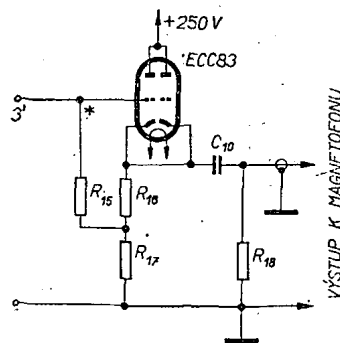 +250 V
ECC83
3'
*
C10
R15
R16
R17
R18
VÝSTUP K MAGNETOFONU